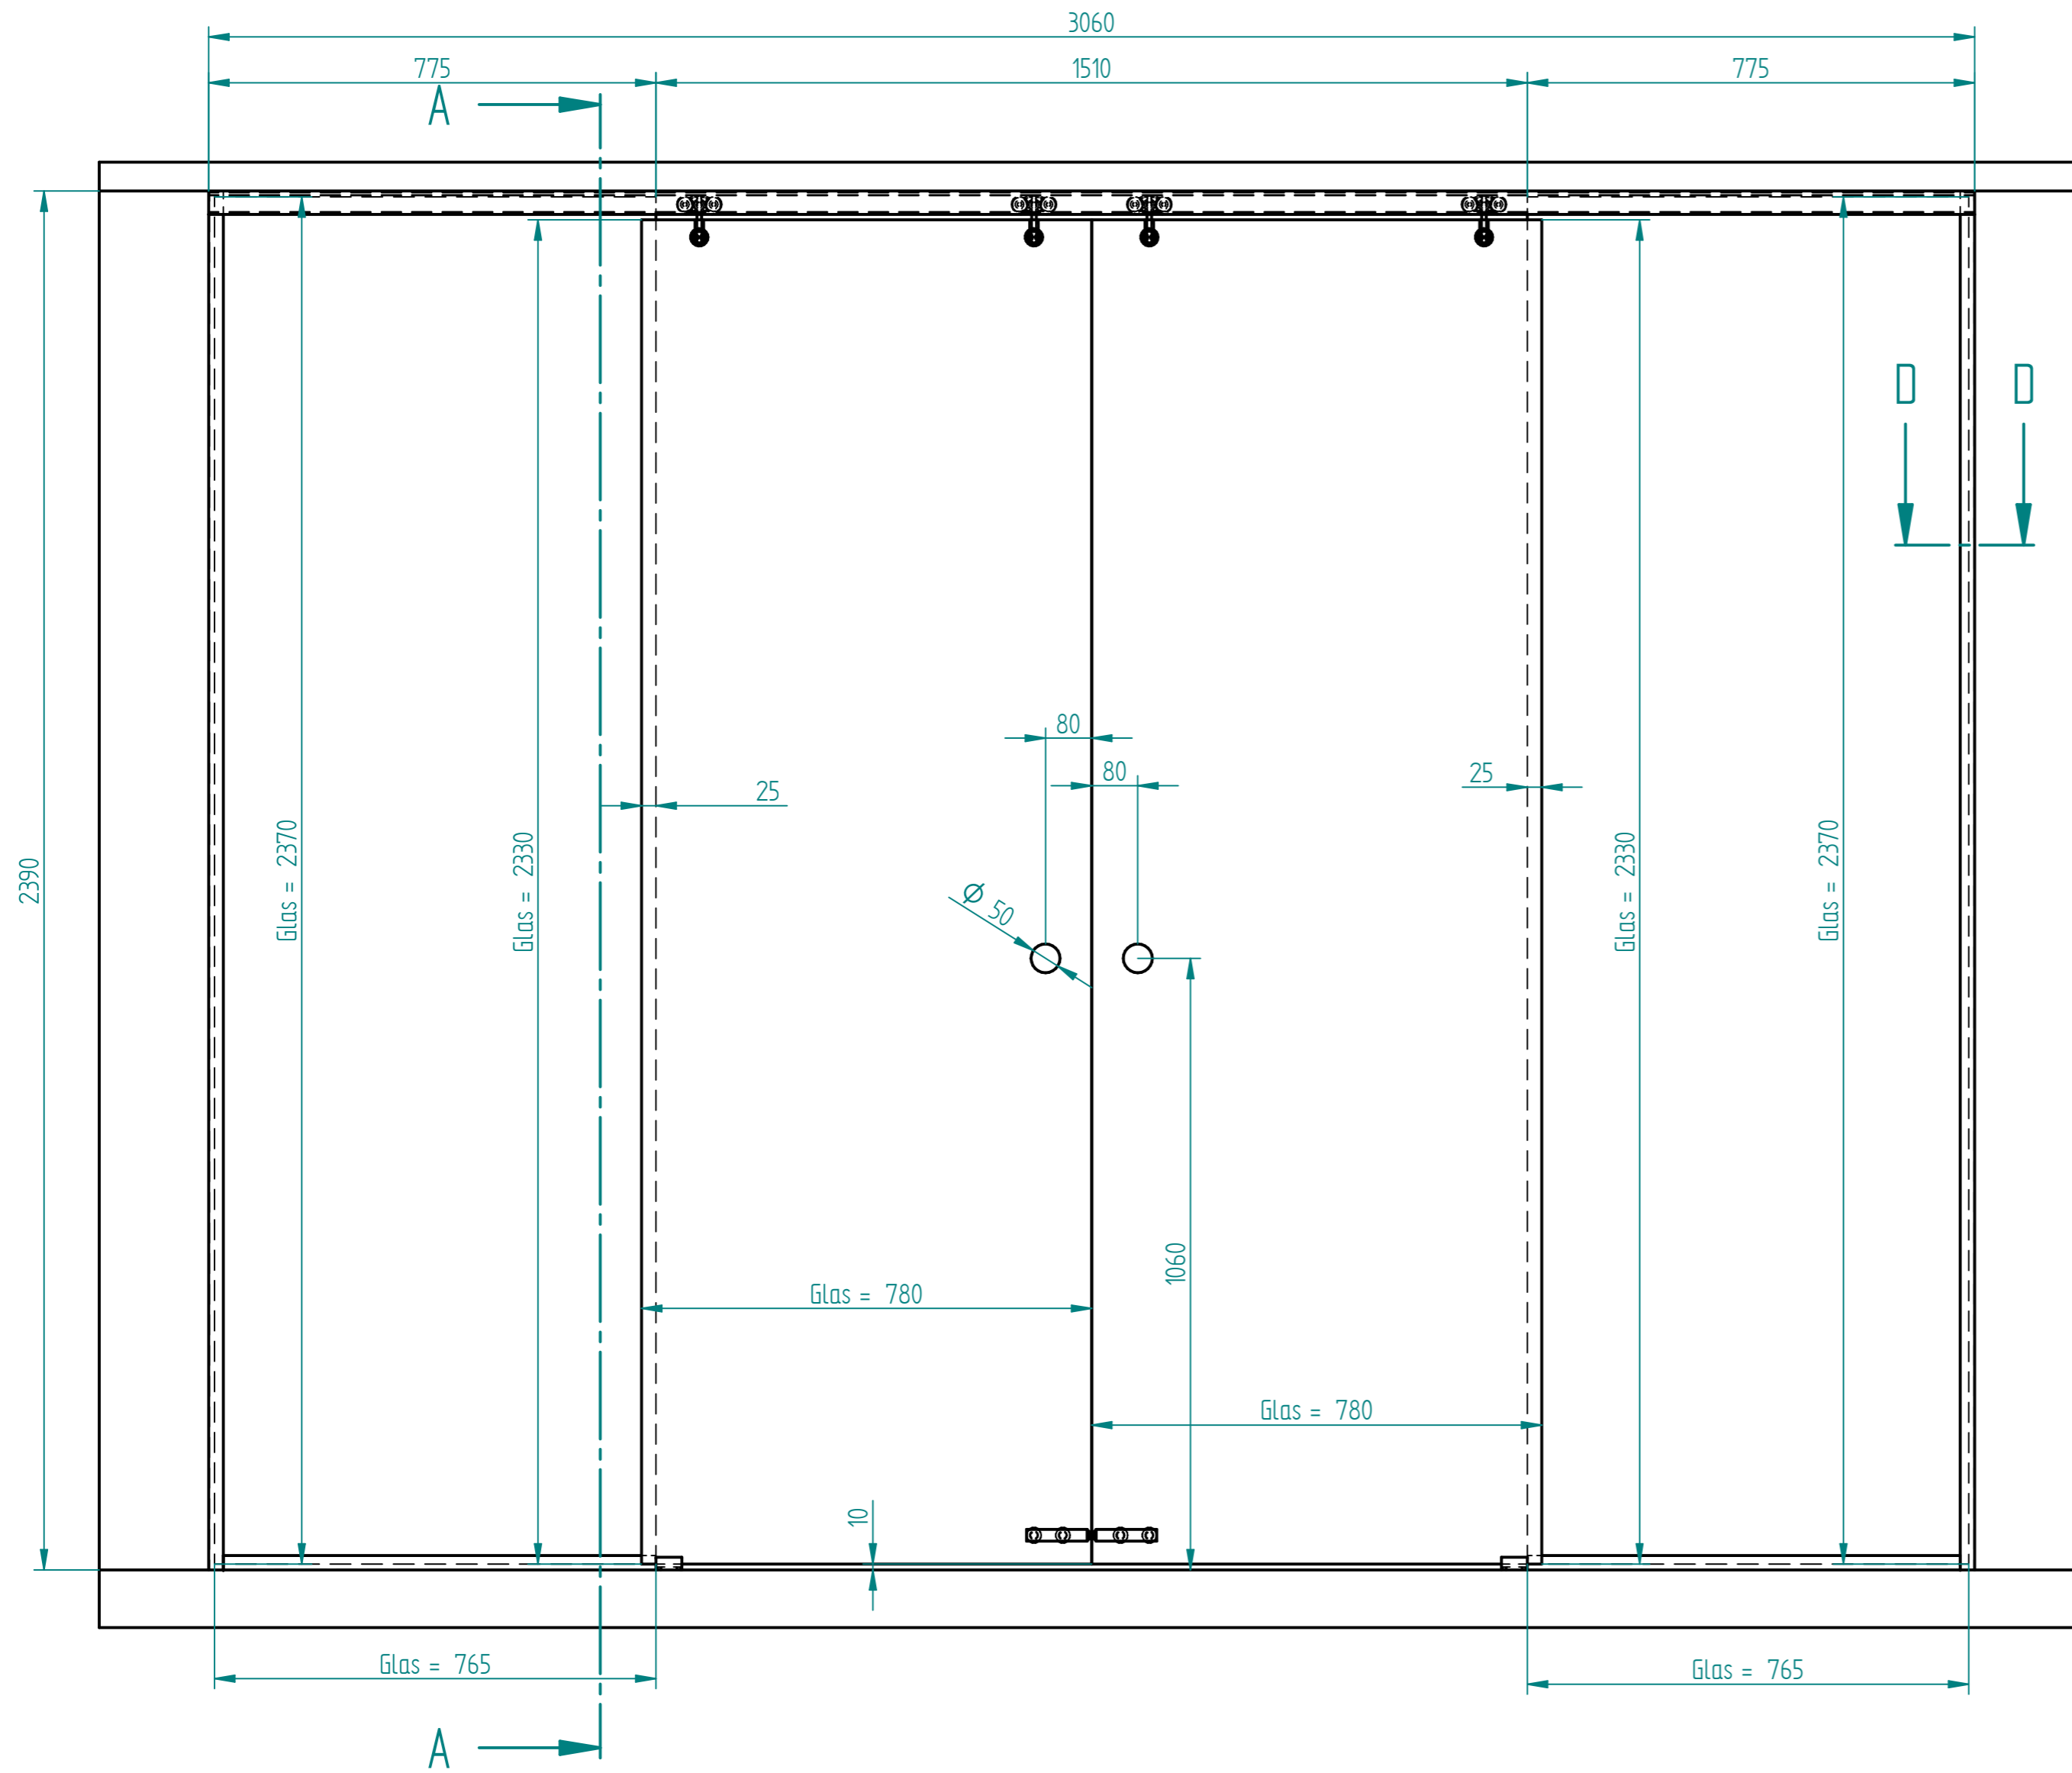 3060
775
1510
775
A
D
D
80
80
25
25
2390
Glas = 2370
Glas = 2330
Glas = 2330
Glas = 2370
Ø 50
1060
Glas = 780
Glas = 780
10
Glas = 765
Glas = 765
A